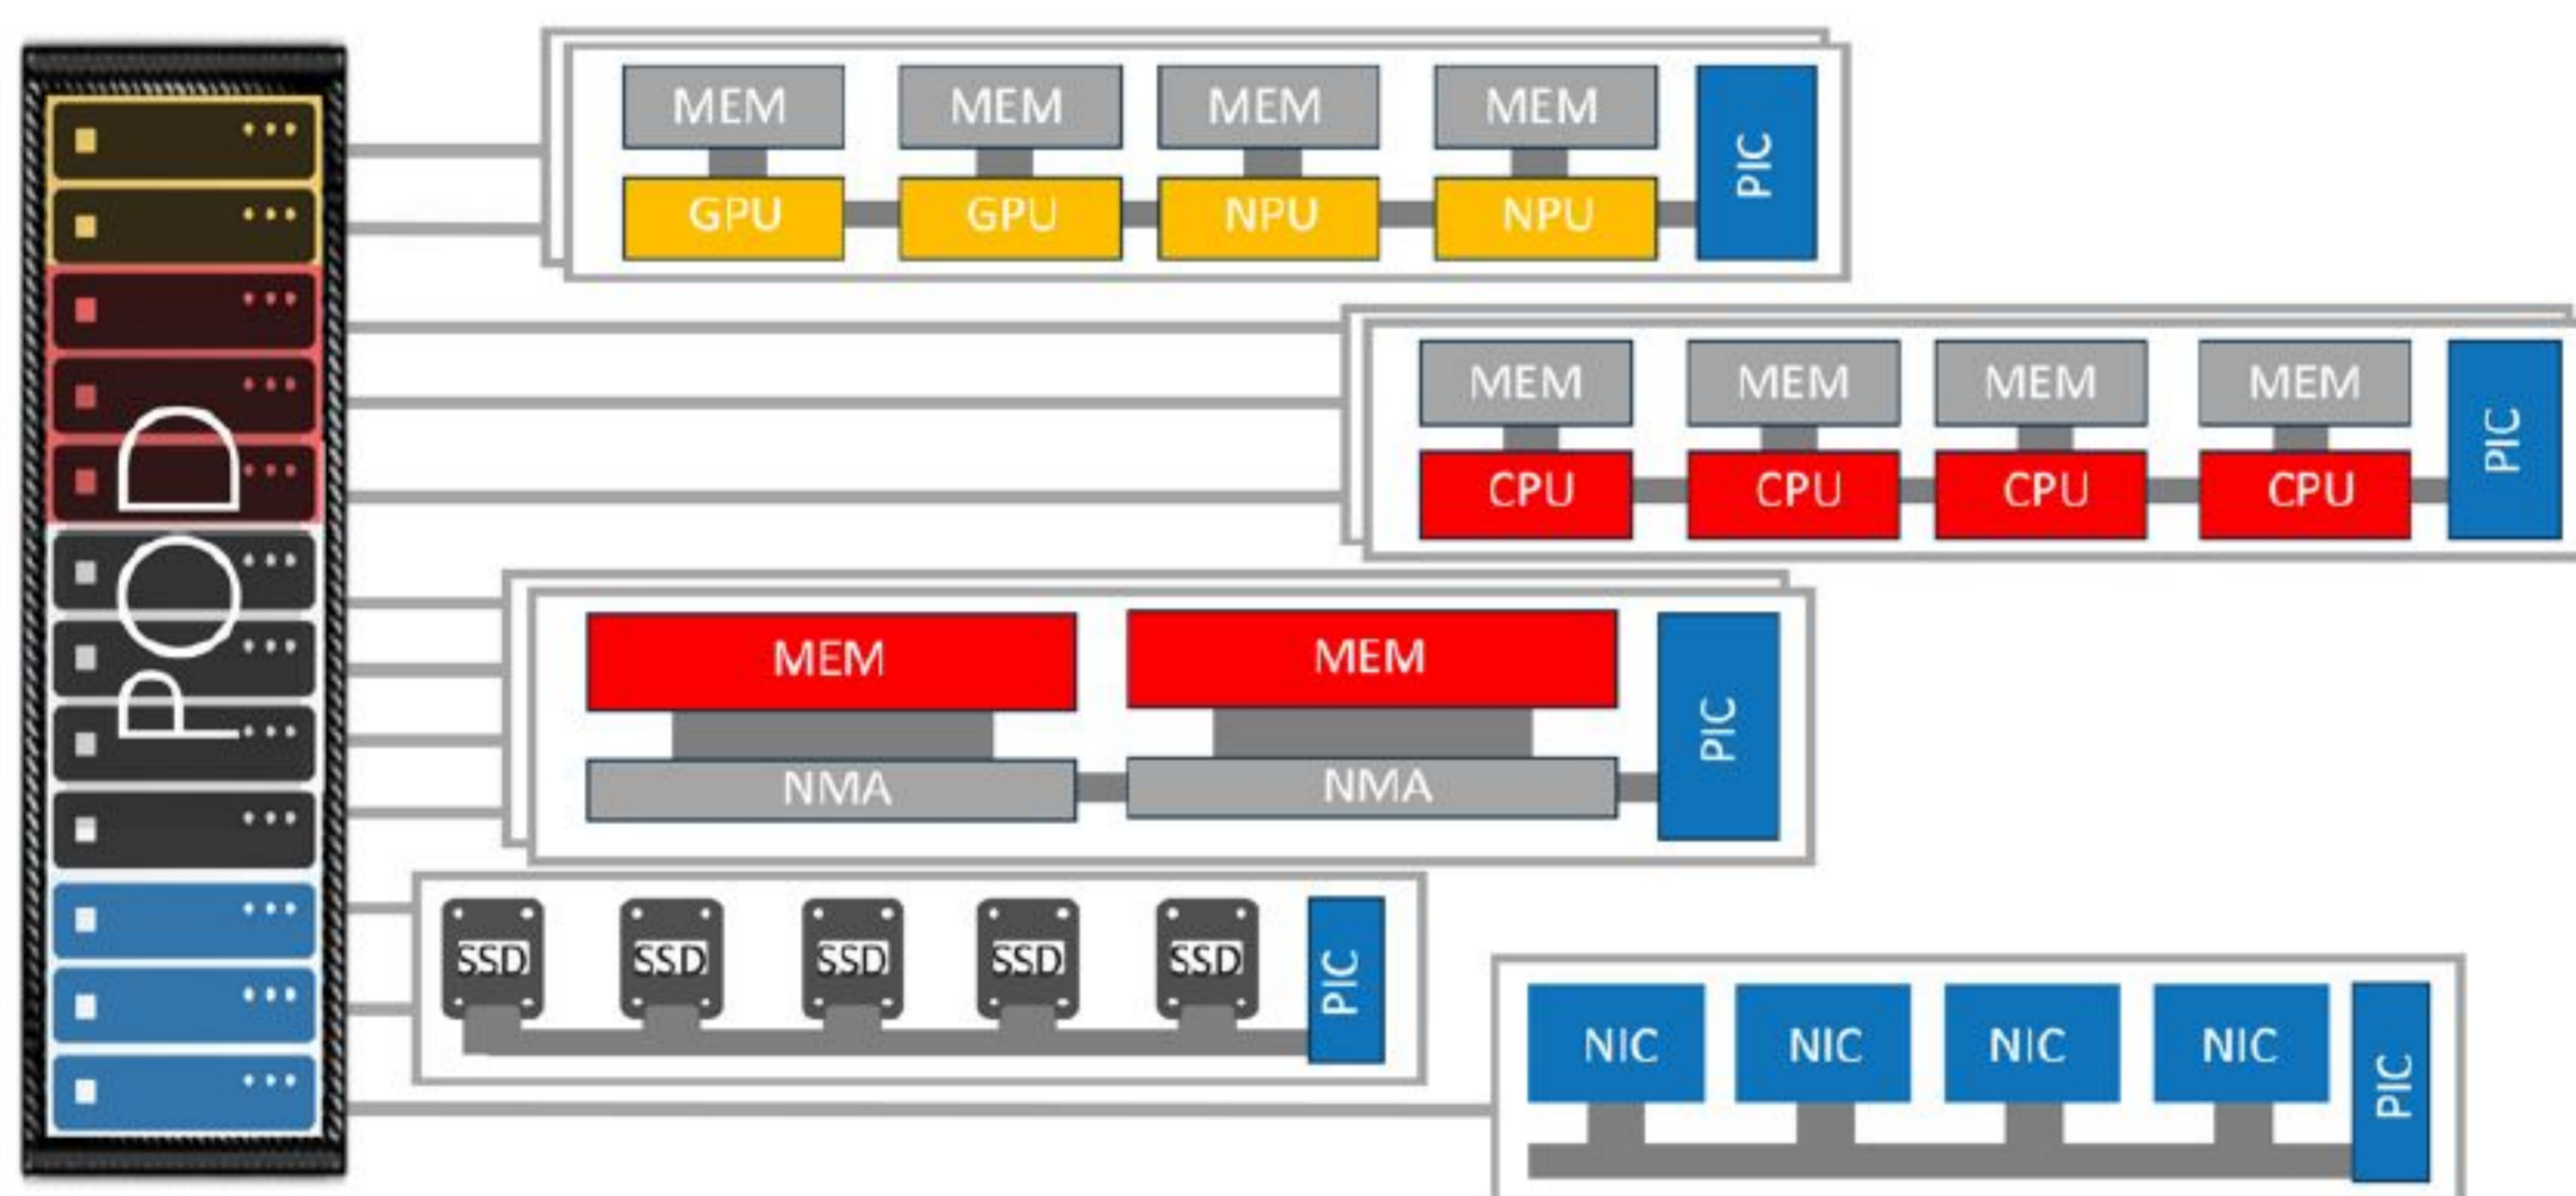 POD
MEM MEM MEM MEM
GPU GPU NPU NPU PIC
MEM MEM MEM MEM
CPU CPU CPU CPU PIC
MEM MEM
NMA NMA PIC
SSD SSD SSD SSD SSD PIC
NIC NIC NIC NIC PIC